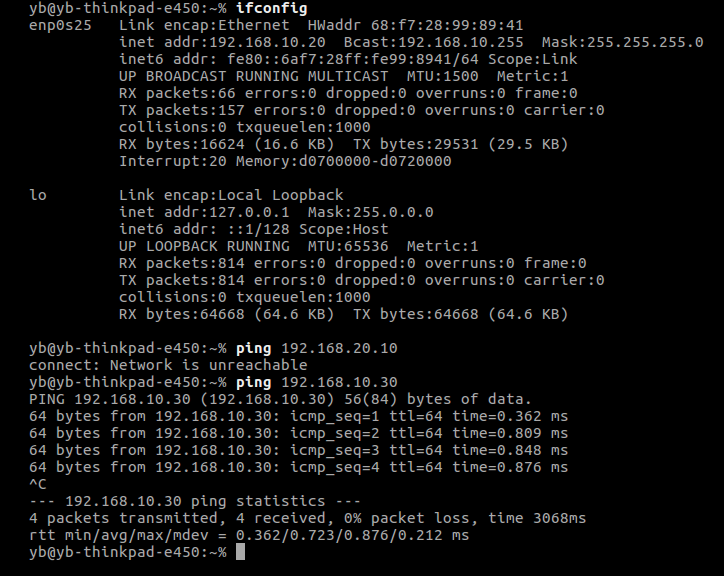 yb@yb-thinkpad-e450:~% ifconfig
enp0s25   Link encap:Ethernet  HWaddr 68:f7:28:99:89:41
          inet addr:192.168.10.20  Bcast:192.168.10.255  Mask:255.255.255.0
          inet6 addr: fe80::6af7:28ff:fe99:8941/64 Scope:Link
          UP BROADCAST RUNNING MULTICAST  MTU:1500  Metric:1
          RX packets:66 errors:0 dropped:0 overruns:0 frame:0
          TX packets:157 errors:0 dropped:0 overruns:0 carrier:0
          collisions:0 txqueuelen:1000
          RX bytes:16624 (16.6 KB)  TX bytes:29531 (29.5 KB)
          Interrupt:20 Memory:d0700000-d0720000

lo        Link encap:Local Loopback
          inet addr:127.0.0.1  Mask:255.0.0.0
          inet6 addr: ::1/128 Scope:Host
          UP LOOPBACK RUNNING  MTU:65536  Metric:1
          RX packets:814 errors:0 dropped:0 overruns:0 frame:0
          TX packets:814 errors:0 dropped:0 overruns:0 carrier:0
          collisions:0 txqueuelen:1000
          RX bytes:64668 (64.6 KB)  TX bytes:64668 (64.6 KB)

yb@yb-thinkpad-e450:~% ping 192.168.20.10
connect: Network is unreachable
yb@yb-thinkpad-e450:~% ping 192.168.10.30
PING 192.168.10.30 (192.168.10.30) 56(84) bytes of data.
64 bytes from 192.168.10.30: icmp_seq=1 ttl=64 time=0.362 ms
64 bytes from 192.168.10.30: icmp_seq=2 ttl=64 time=0.809 ms
64 bytes from 192.168.10.30: icmp_seq=3 ttl=64 time=0.848 ms
64 bytes from 192.168.10.30: icmp_seq=4 ttl=64 time=0.876 ms
^C
--- 192.168.10.30 ping statistics ---
4 packets transmitted, 4 received, 0% packet loss, time 3068ms
rtt min/avg/max/mdev = 0.362/0.723/0.876/0.212 ms
yb@yb-thinkpad-e450:~%